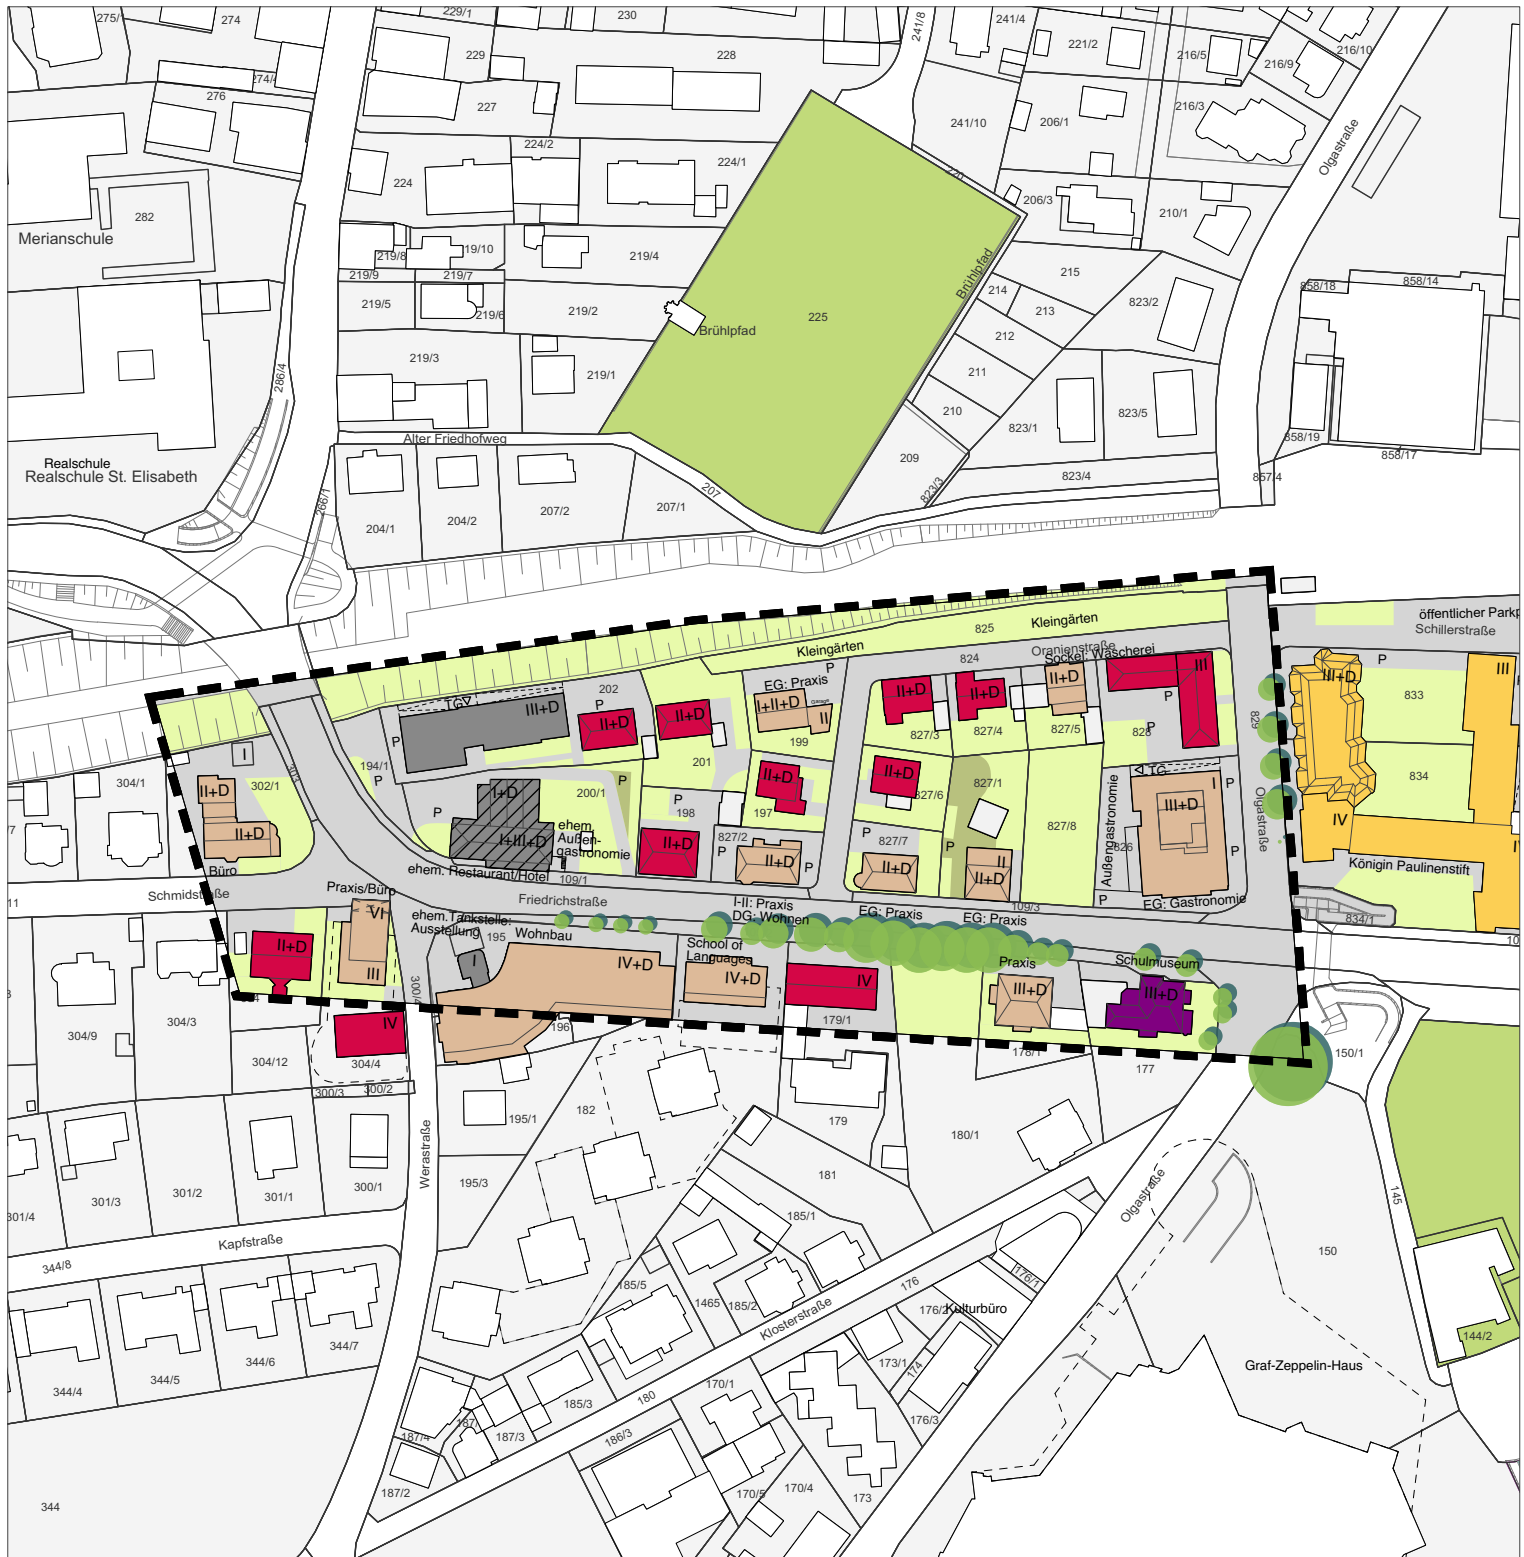 275/1
274
229/1
230
241/8
241/4
221/2
216/5
216/10
216/9
229
228
274/4
276
227
241/10
206/1
216/3
Olgastraße
224/2
224/1
224
220
206/3
210/1
282
Merianschule
219/8
19/10
219/4
219/9
219/7
219/5
219/6
219/2
Brühlpfad
215
214
213
823/2
858/18
858/14
225
Brühlpfad
212
219/3
219/1
211
210
823/5
823/1
286/4
Alter Friedhofweg
858/19
858/17
Realschule
Realschule St. Elisabeth
209
823/4
857/4
823/3
207
266/1
204/1
204/2
207/2
207/1
öffentlicher Parkp
Schillerstraße
825
Kleingärten
Kleingärten
Oranienstraße
824
Sockel: Wäscherei
P
EG: Praxis
P
III
P
III+D
III
202
TG
III+D
P
II+D
II+D
I+II+D
II
II+D
II+D
II+D
P
833
199
827/3
827/4
827/5
828
P
829
P
I
303
194/1
P
201
II+D
II+D
TG
834
304/1
302/1
II+D
I+D
200/1
P
P
198
197
827/6
827/1
I
P
Olgastraße
P
III+D
II+D
I+III+D
ehem.
Außen-
gastronomie
II+D
827/2
P
P
827/7
827/8
Außengastronomie
826
IV
II+D
P
II+D
P
II
II+D
P
Königin Paulinenstift
Büro
ehem. Restaurant/Hotel
109/1
P
EG: Gastronomie
Schmidstraße
Praxis/Büro
Friedrichstraße
I-II: Praxis
DG: Wohnen
EG: Praxis
EG: Praxis
109/3
834/1
11
VI
ehem. Tankstelle:
Ausstellung
195
Wohnbau
School of
Languages
Praxis
Schulmuseum
II+D
III
I
IV+D
IV+D
IV
III+D
III+D
300/4
IV
196
179/1
304/9
304/3
304/12
304/4
178/1
177
150/1
300/3
300/2
182
179
195/1
180/1
301/4
301/3
301/2
301/1
300/1
Werastraße
195/3
181
185/1
Olgastraße
145
Kapfstraße
344/8
150
185/5
1465
185/2
Klosterstraße
176
176/1
176/2
Kulturbüro
344/4
344/5
344/6
344/7
173/1
174
144/2
Graf-Zeppelin-Haus
185/3
180
170/1
187/4
187/3
186/3
176/3
187/2
170/5
170/4
173
344